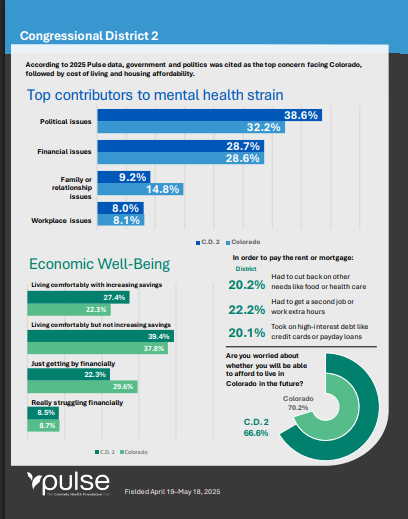 Congressional District 2
According to 2025 Pulse data, government and politics was cited as the top concern facing Colorado,
followed by cost of living and housing affordability.
Top contributors to mental health strain
Political issues
38.6%
32.2%
Financial issues
28.7%
28.6%
Family or
relationship
issues
9.2%
14.8%
Workplace issues
8.0%
8.1%
C.D. 2 Colorado
Economic Well-Being
Living comfortably with increasing savings
27.4%
22.3%
Living comfortably but not increasing savings
39.4%
37.8%
Just getting by financially
22.3%
29.6%
Really struggling financially
8.5%
8.7%
C.D. 2 Colorado
In order to pay the rent or mortgage:
District
20.2% Had to cut back on other
needs like food or health care
22.2% Had to get a second job or
work extra hours
20.1% Took on high-interest debt like
credit cards or payday loans
Are you worried about
whether you will be able
to afford to live in
Colorado in the future?
Colorado
70.2%
C.D. 2
66.6%
pulse
The Colorado Health Foundation
Fielded April 19–May 18, 2025